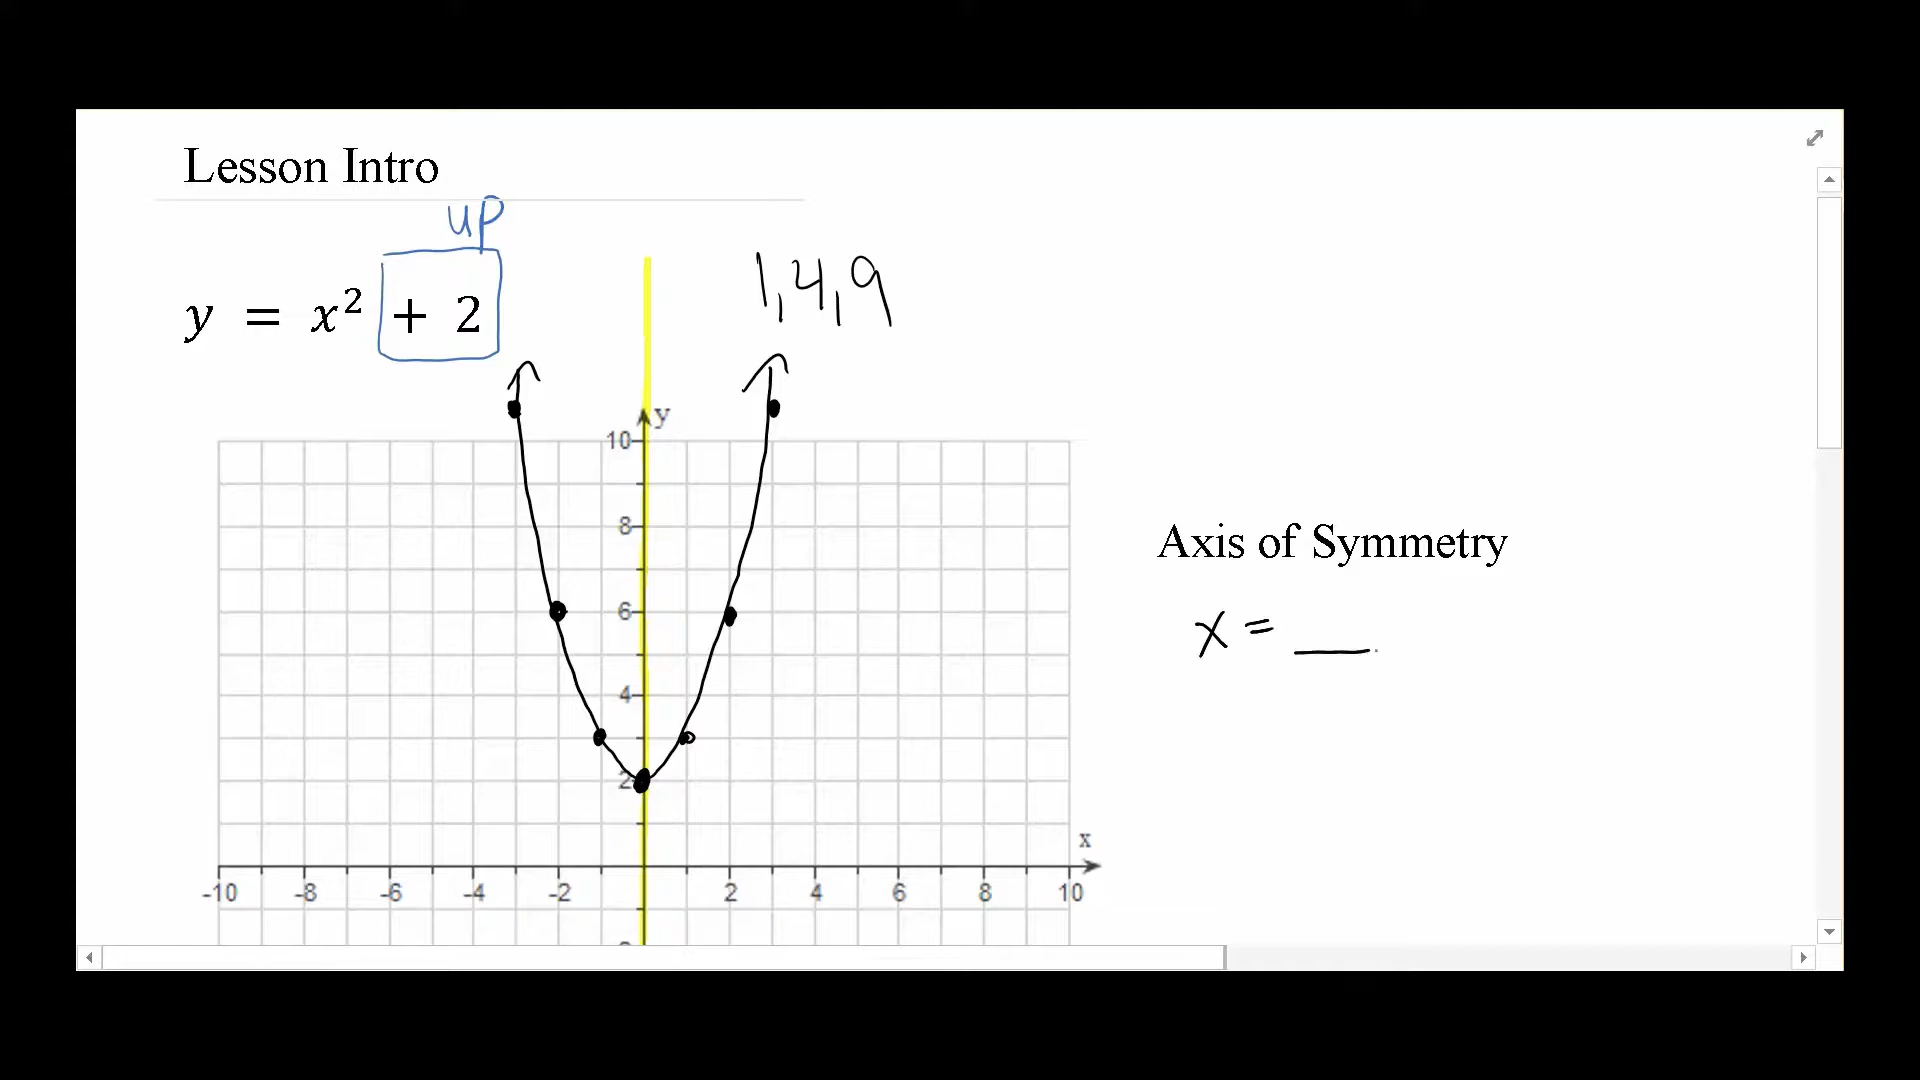 Lesson Intro
up
y = x² + 2
1, 4, 9
y
10
8
6
4
2
x
-10 -8 -6 -4 -2 2 4 6 8 10
Axis of Symmetry
x = ___